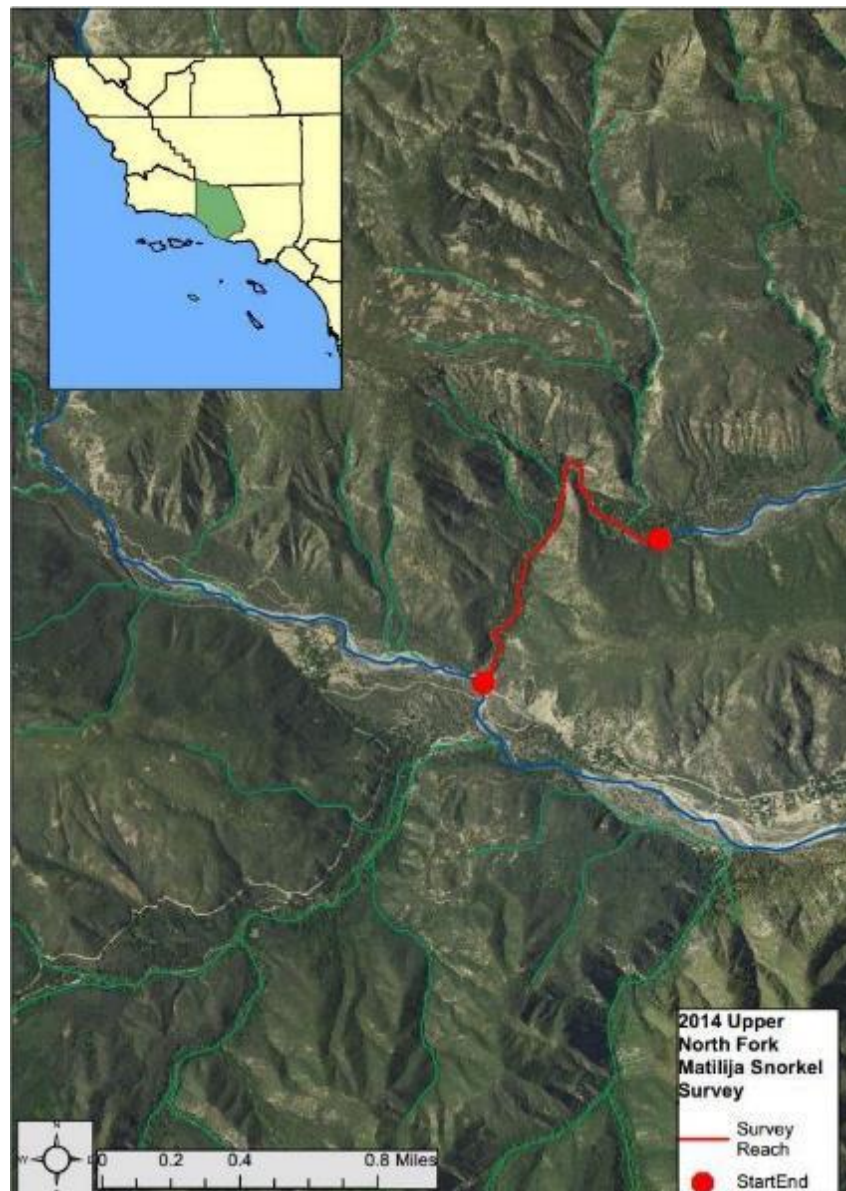 2014 Upper
North Fork
Matilija Snorkel
Survey
Survey
Reach
StartEnd
N
W
0 0.2 0.4 0.8 Miles